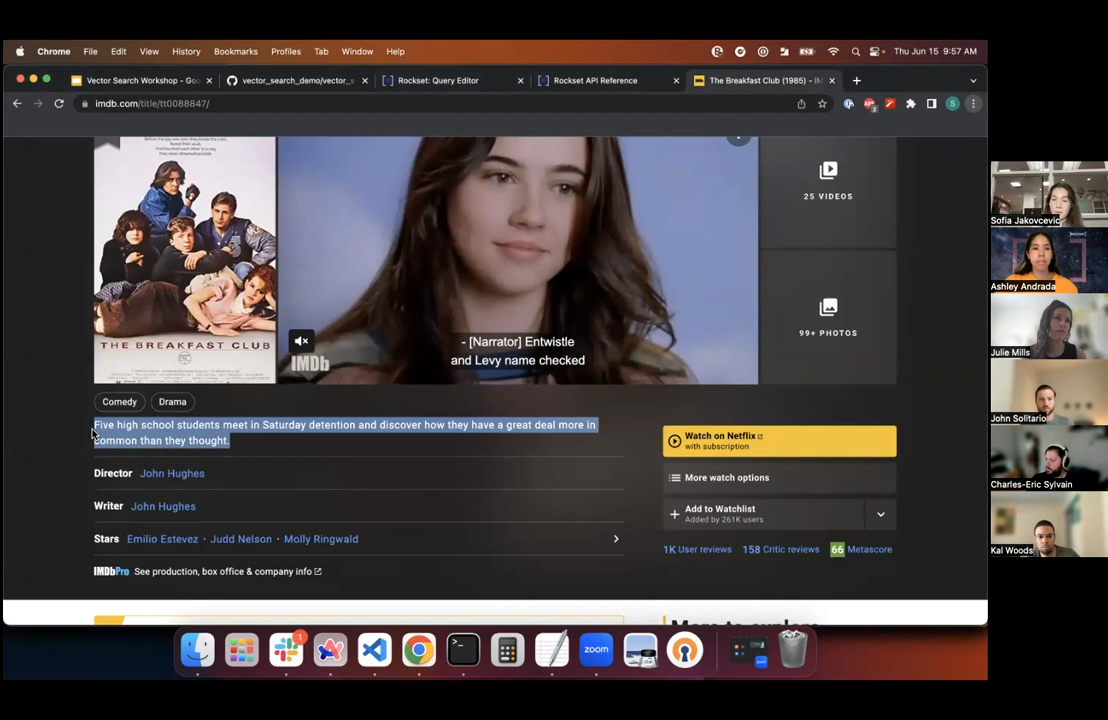 Chrome File Edit View History Bookmarks Profiles Tab Window Help
Thu Jun 15 9:57 AM
Vector Search Workshop - Goo
vector_search_demo/vector_s
Rockset: Query Editor
Rockset API Reference
The Breakfast Club (1985) - IM
imdb.com/title/tt0088847/
S
THE BREAKFAST CLUB
- [Narrator] Entwistle
and Levy name checked
IMDb
25 VIDEOS
99+ PHOTOS
Comedy
Drama
Five high school students meet in Saturday detention and discover how they have a great deal more in
common than they thought.
Director John Hughes
Writer John Hughes
Stars Emilio Estevez · Judd Nelson · Molly Ringwald
IMDbPro See production, box office & company info
Watch on Netflix
with subscription
More watch options
Add to Watchlist
Added by 261K users
1K User reviews 158 Critic reviews 66 Metascore
More to explore
1
zoom
Sofia Jakovcevic
Ashley Andrada
Julie Mills
John Solitario
Charles-Eric Sylvain
Kal Woods